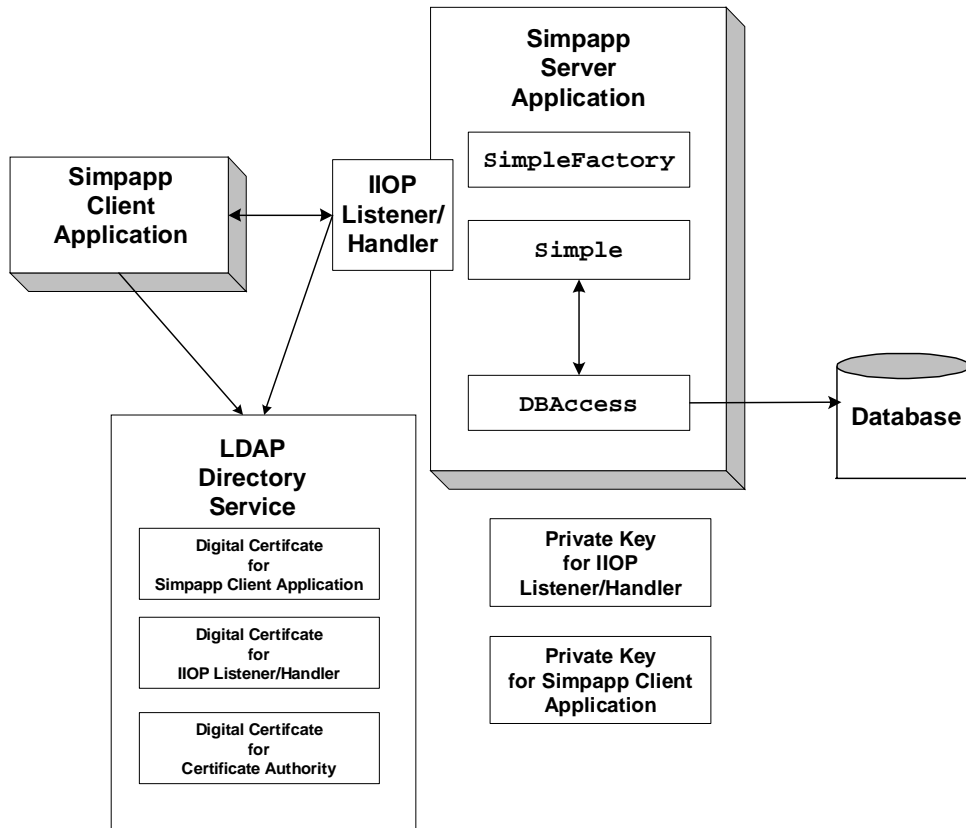 Simpapp
Server
Application
SimpleFactory
Simpapp
Client
Application
IIOP
Listener/
Handler
Simple
DBAccess
Database
LDAP
Directory
Service
Digital Certifcate
for
Simpapp Client Application
Digital Certifcate
for
IIOP Listener/Handler
Digital Certifcate
for
Certificate Authority
Private Key
for IIOP
Listener/Handler
Private Key
for Simpapp Client
Application